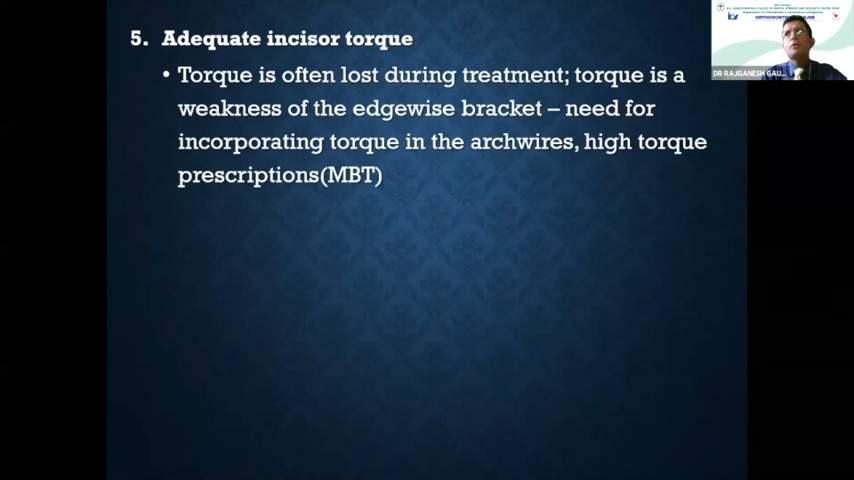 5. Adequate incisor torque
• Torque is often lost during treatment; torque is a
weakness of the edgewise bracket – need for
incorporating torque in the archwires, high torque
prescriptions(MBT)
DR RAJGANESH GAU...